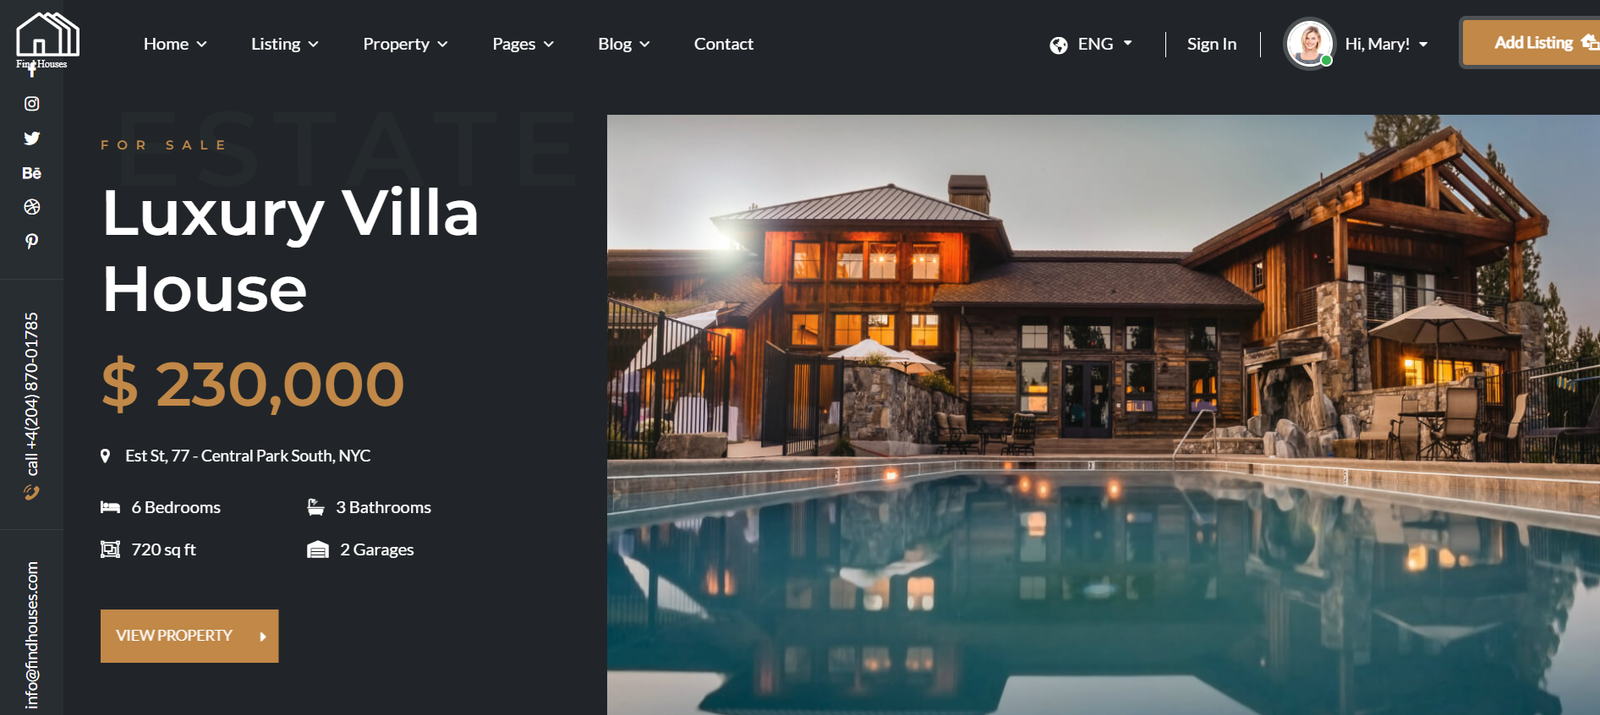 Find Houses
Home
Listing
Property
Pages
Blog
Contact
ENG
Sign In
Hi, Mary!
Add Listing
Bē
call +4(204) 870-01785
info@findhouses.com
ESTATE
FOR SALE
Luxury Villa
House
$ 230,000
Est St, 77 - Central Park South, NYC
6 Bedrooms
3 Bathrooms
720 sq ft
2 Garages
VIEW PROPERTY